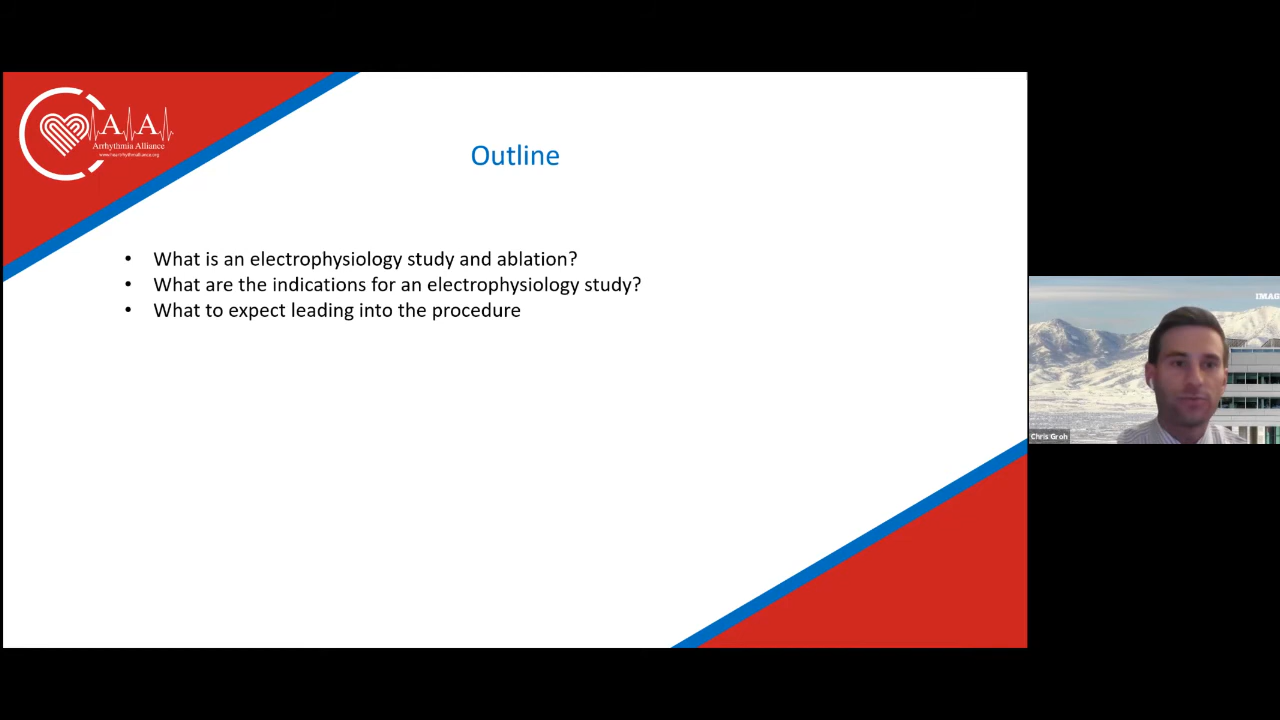 A A
Arrhythmia Alliance
Outline
• What is an electrophysiology study and ablation?
• What are the indications for an electrophysiology study?
• What to expect leading into the procedure
IMAG
Chris Groh